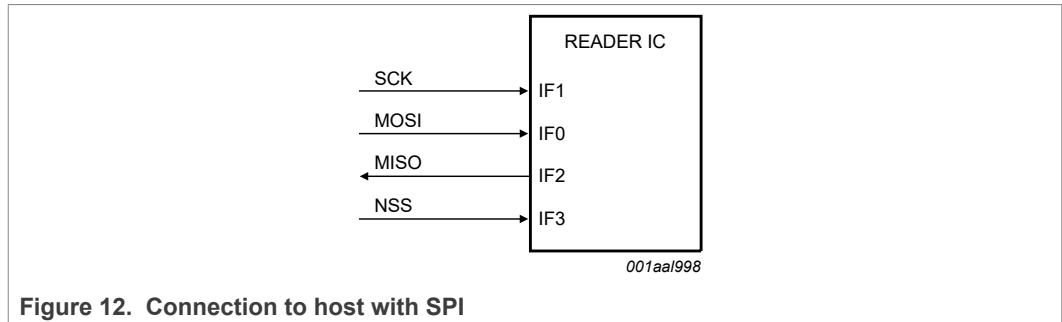 READER IC
SCK
IF1
MOSI
IF0
MISO
IF2
NSS
IF3
001aal998
Figure 12. Connection to host with SPI